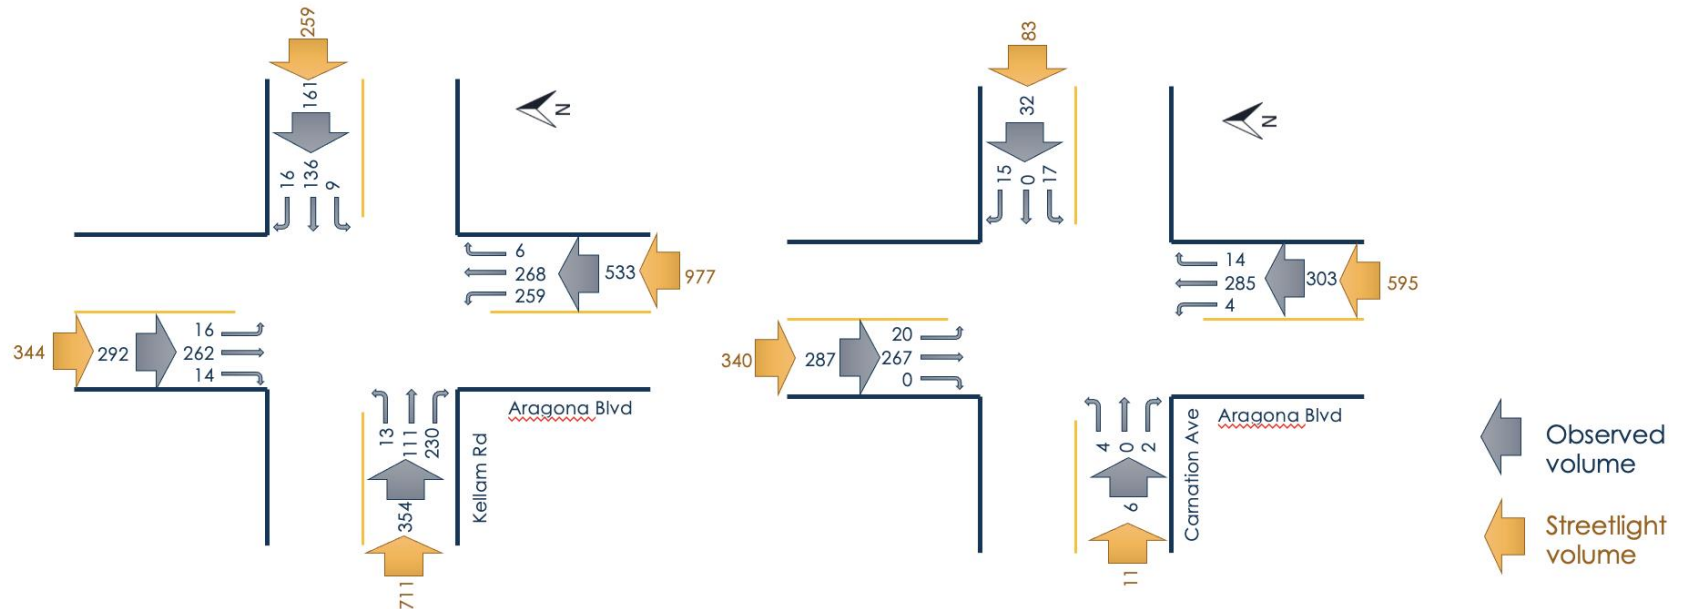 259
161
16 136 9
N
6
268
259
533
977
344
292
16
262
14
13 111 230
354
711
Kellam Rd
Aragona Blvd
83
32
15 0 17
N
14
285
4
303
595
340
287
20
267
0
4 0 2
6
11
Carnation Ave
Aragona Blvd
Observed
volume
Streetlight
volume